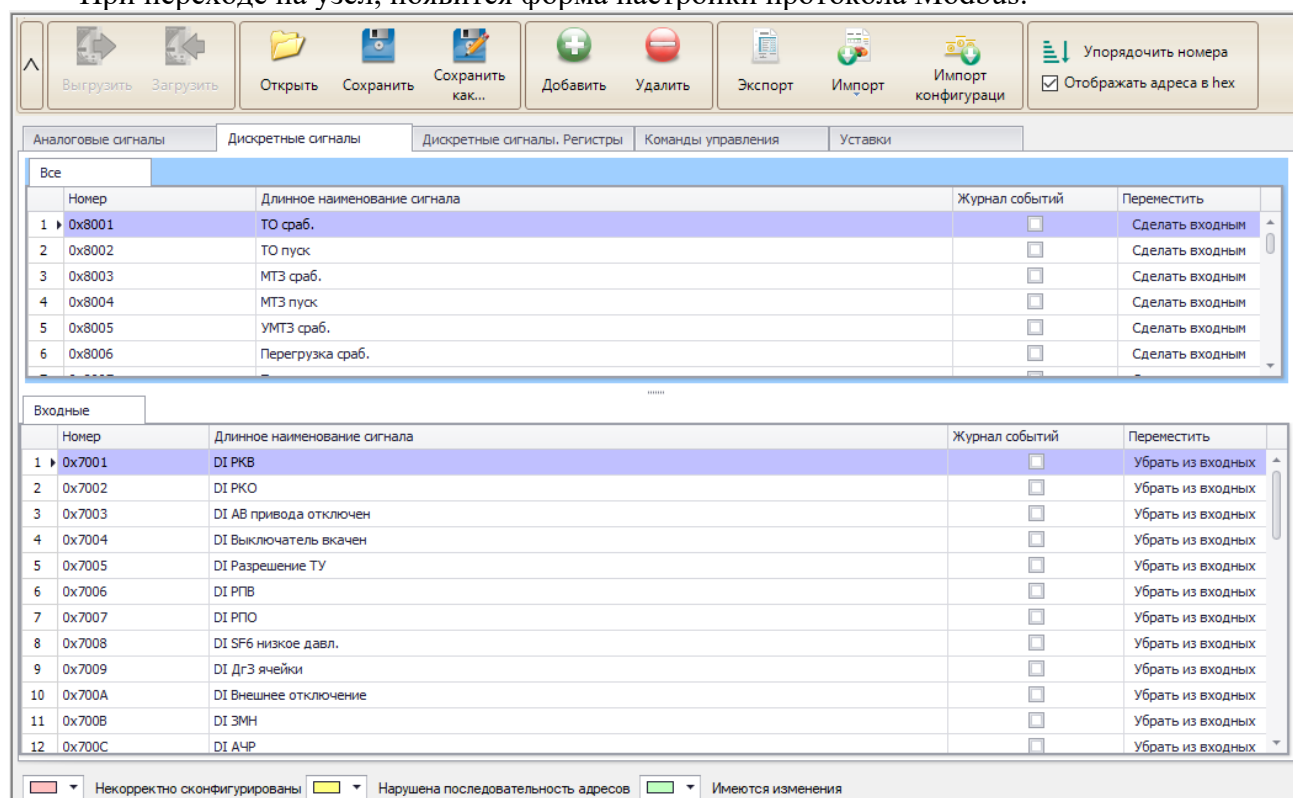 При переходе на узел, появится форма настройки протокола Modbus:
Выгрузить Загрузить Открыть Сохранить Сохранить как... Добавить Удалить Экспорт Импорт Импорт конфигураци Упорядочить номера
Отображать адреса в hex
Аналоговые сигналы Дискретные сигналы Дискретные сигналы. Регистры Команды управления Уставки
Все
Номер Длинное наименование сигнала Журнал событий Переместить
1 0x8001 ТО сраб. Сделать входным
2 0x8002 ТО пуск Сделать входным
3 0x8003 МТЗ сраб. Сделать входным
4 0x8004 МТЗ пуск Сделать входным
5 0x8005 УМТЗ сраб. Сделать входным
6 0x8006 Перегрузка сраб. Сделать входным
Входные
Номер Длинное наименование сигнала Журнал событий Переместить
1 0x7001 DI РКВ Убрать из входных
2 0x7002 DI РКО Убрать из входных
3 0x7003 DI АВ привода отключен Убрать из входных
4 0x7004 DI Выключатель вкачен Убрать из входных
5 0x7005 DI Разрешение ТУ Убрать из входных
6 0x7006 DI РПВ Убрать из входных
7 0x7007 DI РПО Убрать из входных
8 0x7008 DI SF6 низкое давл. Убрать из входных
9 0x7009 DI ДгЗ ячейки Убрать из входных
10 0x700A DI Внешнее отключение Убрать из входных
11 0x700B DI ЗМН Убрать из входных
12 0x700C DI АЧР Убрать из входных
Некорректно сконфигурированы Нарушена последовательность адресов Имеются изменения